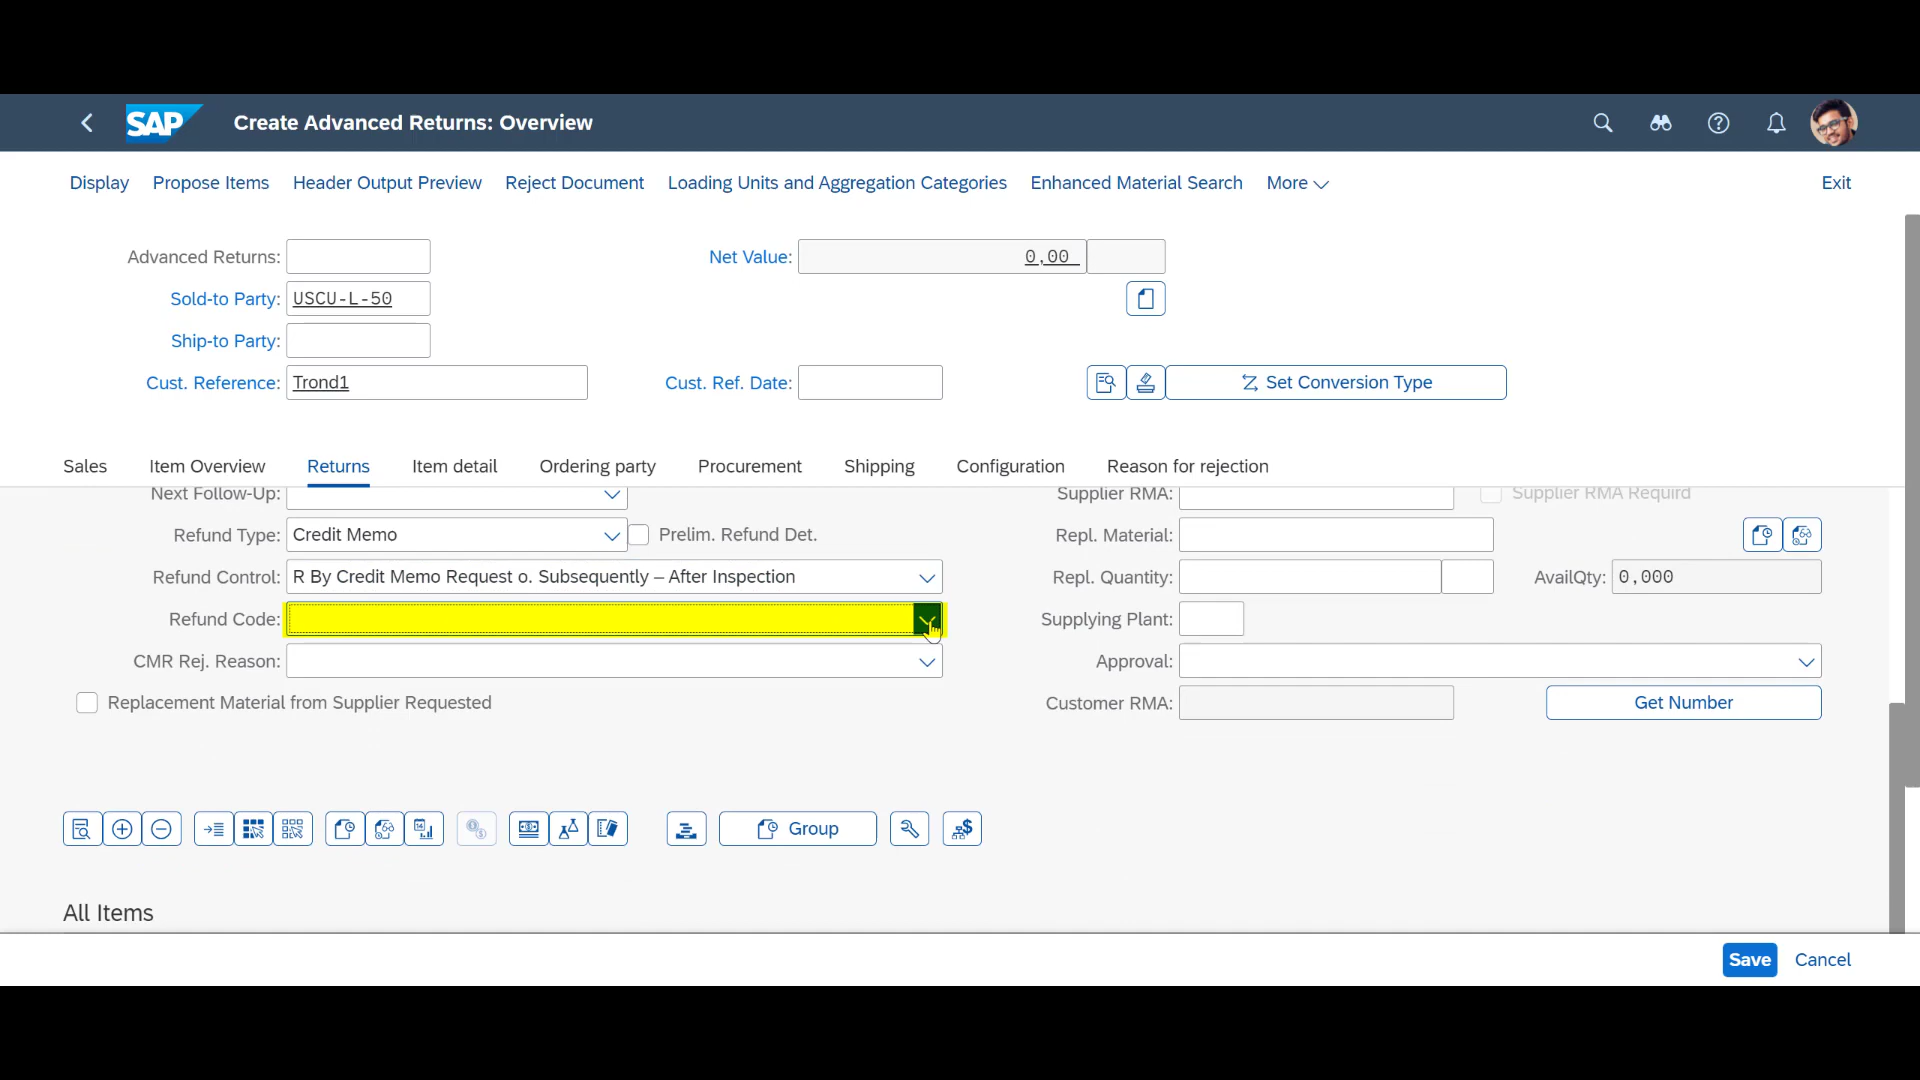 SAP Create Advanced Returns: Overview
Display Propose Items Header Output Preview Reject Document Loading Units and Aggregation Categories Enhanced Material Search More Exit
Advanced Returns: Net Value: 0,00
Sold-to Party: USCU-L-50
Ship-to Party:
Cust. Reference: Trond1 Cust. Ref. Date: Set Conversion Type
Sales Item Overview Returns Item detail Ordering party Procurement Shipping Configuration Reason for rejection
Next Follow-Up: Supplier RMA: Supplier RMA Requird
Refund Type: Credit Memo Prelim. Refund Det. Repl. Material:
Refund Control: R By Credit Memo Request o. Subsequently – After Inspection Repl. Quantity: AvailQty: 0,000
Refund Code: Supplying Plant:
CMR Rej. Reason: Approval:
Replacement Material from Supplier Requested Customer RMA: Get Number
Group
All Items
Save Cancel